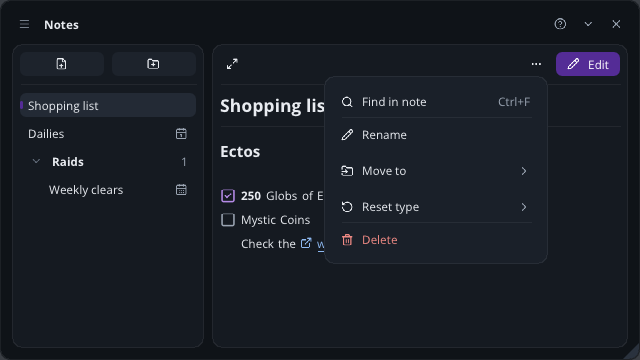 Notes
Edit
Shopping list
Dailies
Raids 1
Weekly clears
Shopping lis
Ectos
250 Globs of E
Mystic Coins
Check the
Find in note Ctrl+F
Rename
Move to
Reset type
Delete